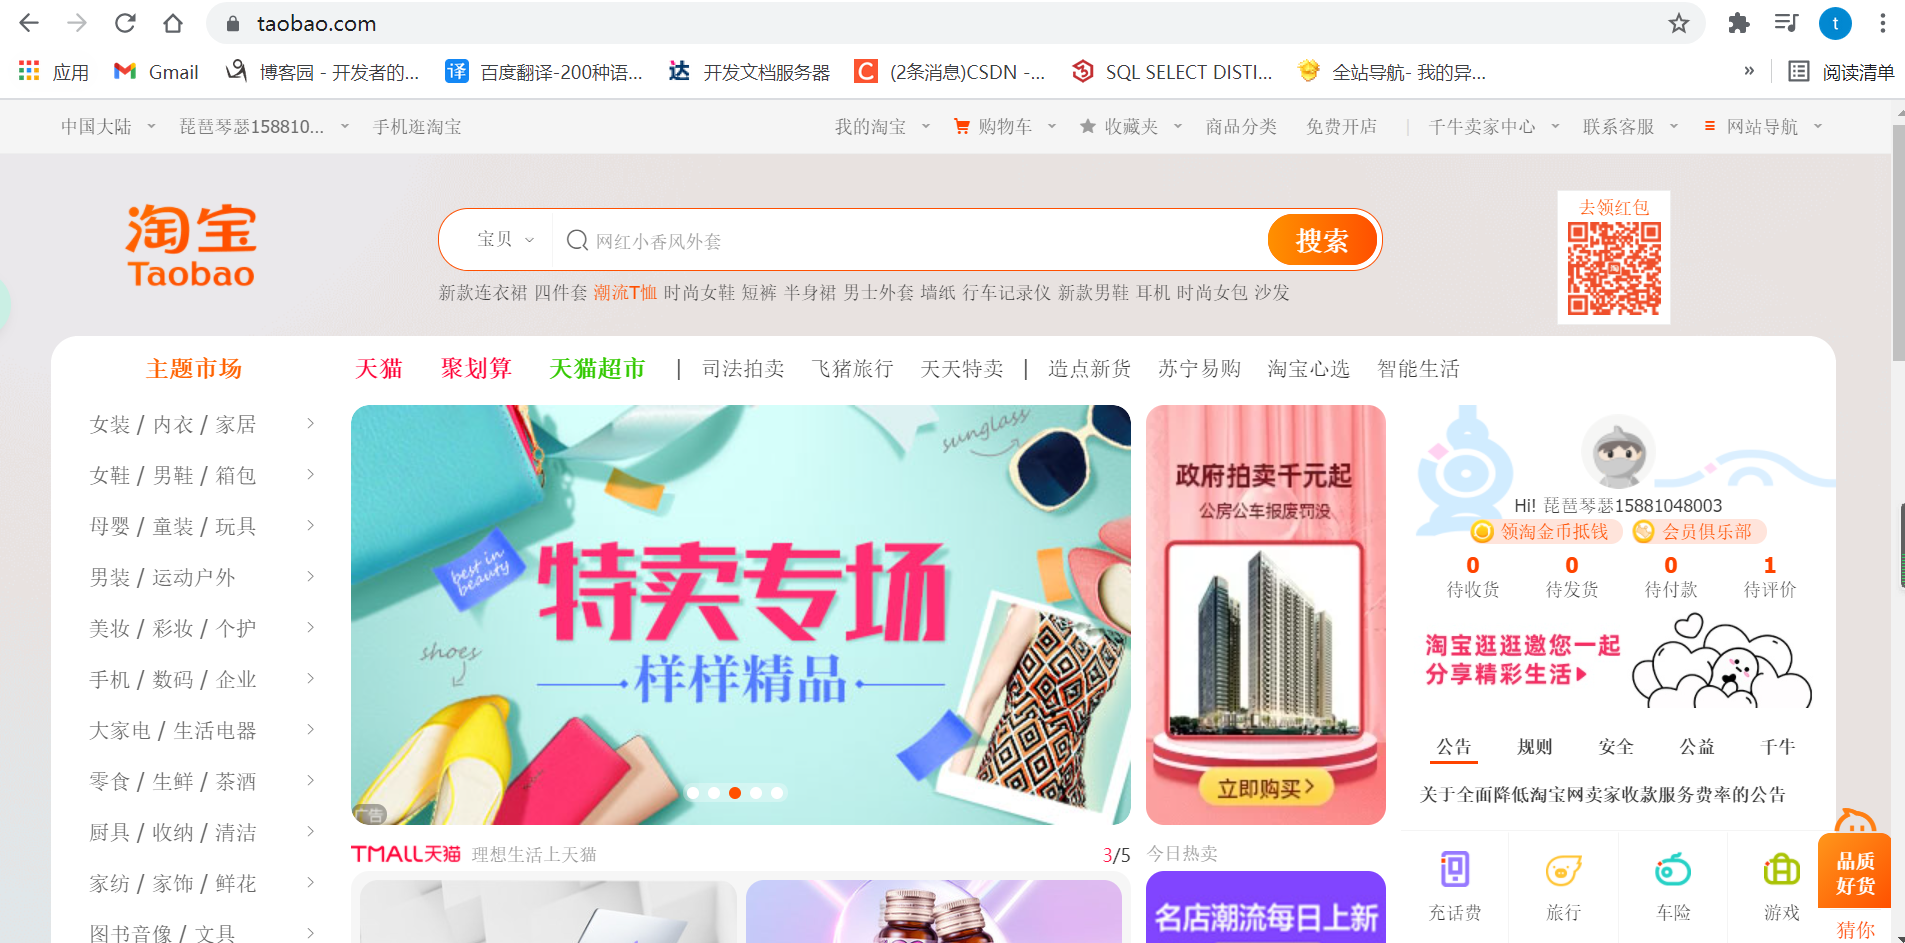 taobao.com
t
应用 Gmail 博客园 - 开发者的... 译 百度翻译-200种语... 达 开发文档服务器 C (2条消息)CSDN -... SQL SELECT DISTI... 全站导航- 我的异... » 阅读清单
中国大陆 琵琶琴瑟158810... 手机逛淘宝 我的淘宝 购物车 收藏夹 商品分类 免费开店 | 千牛卖家中心 联系客服 网站导航
淘宝
Taobao
宝贝 网红小香风外套 搜索
去领红包
新款连衣裙 四件套 潮流T恤 时尚女鞋 短裤 半身裙 男士外套 墙纸 行车记录仪 新款男鞋 耳机 时尚女包 沙发
主题市场 天猫 聚划算 天猫超市 | 司法拍卖 飞猪旅行 天天特卖 | 造点新货 苏宁易购 淘宝心选 智能生活
女装 / 内衣 / 家居
女鞋 / 男鞋 / 箱包
母婴 / 童装 / 玩具
男装 / 运动户外
美妆 / 彩妆 / 个护
手机 / 数码 / 企业
大家电 / 生活电器
零食 / 生鲜 / 茶酒
厨具 / 收纳 / 清洁
家纺 / 家饰 / 鲜花
图书音像 / 文具
sunglass
best in
beauty
特卖专场
样样精品
shoes
广告
政府拍卖千元起
公房公车报废罚没
立即购买>
Hi! 琵琶琴瑟15881048003
领淘金币抵钱 会员俱乐部
0 0 0 1
待收货 待发货 待付款 待评价
淘宝逛逛邀您一起
分享精彩生活
公告 规则 安全 公益 千牛
关于全面降低淘宝网卖家收款服务费率的公告
TMALL天猫 理想生活上天猫 3/5
今日热卖
名店潮流每日上新
充话费 旅行 车险 游戏
品质
好货
猜你